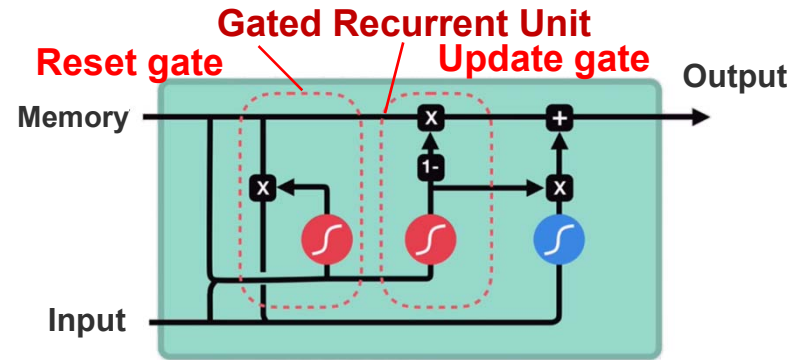 Gated Recurrent Unit
Reset gate
Update gate
Output
Memory
X
+
1-
X
X
Input